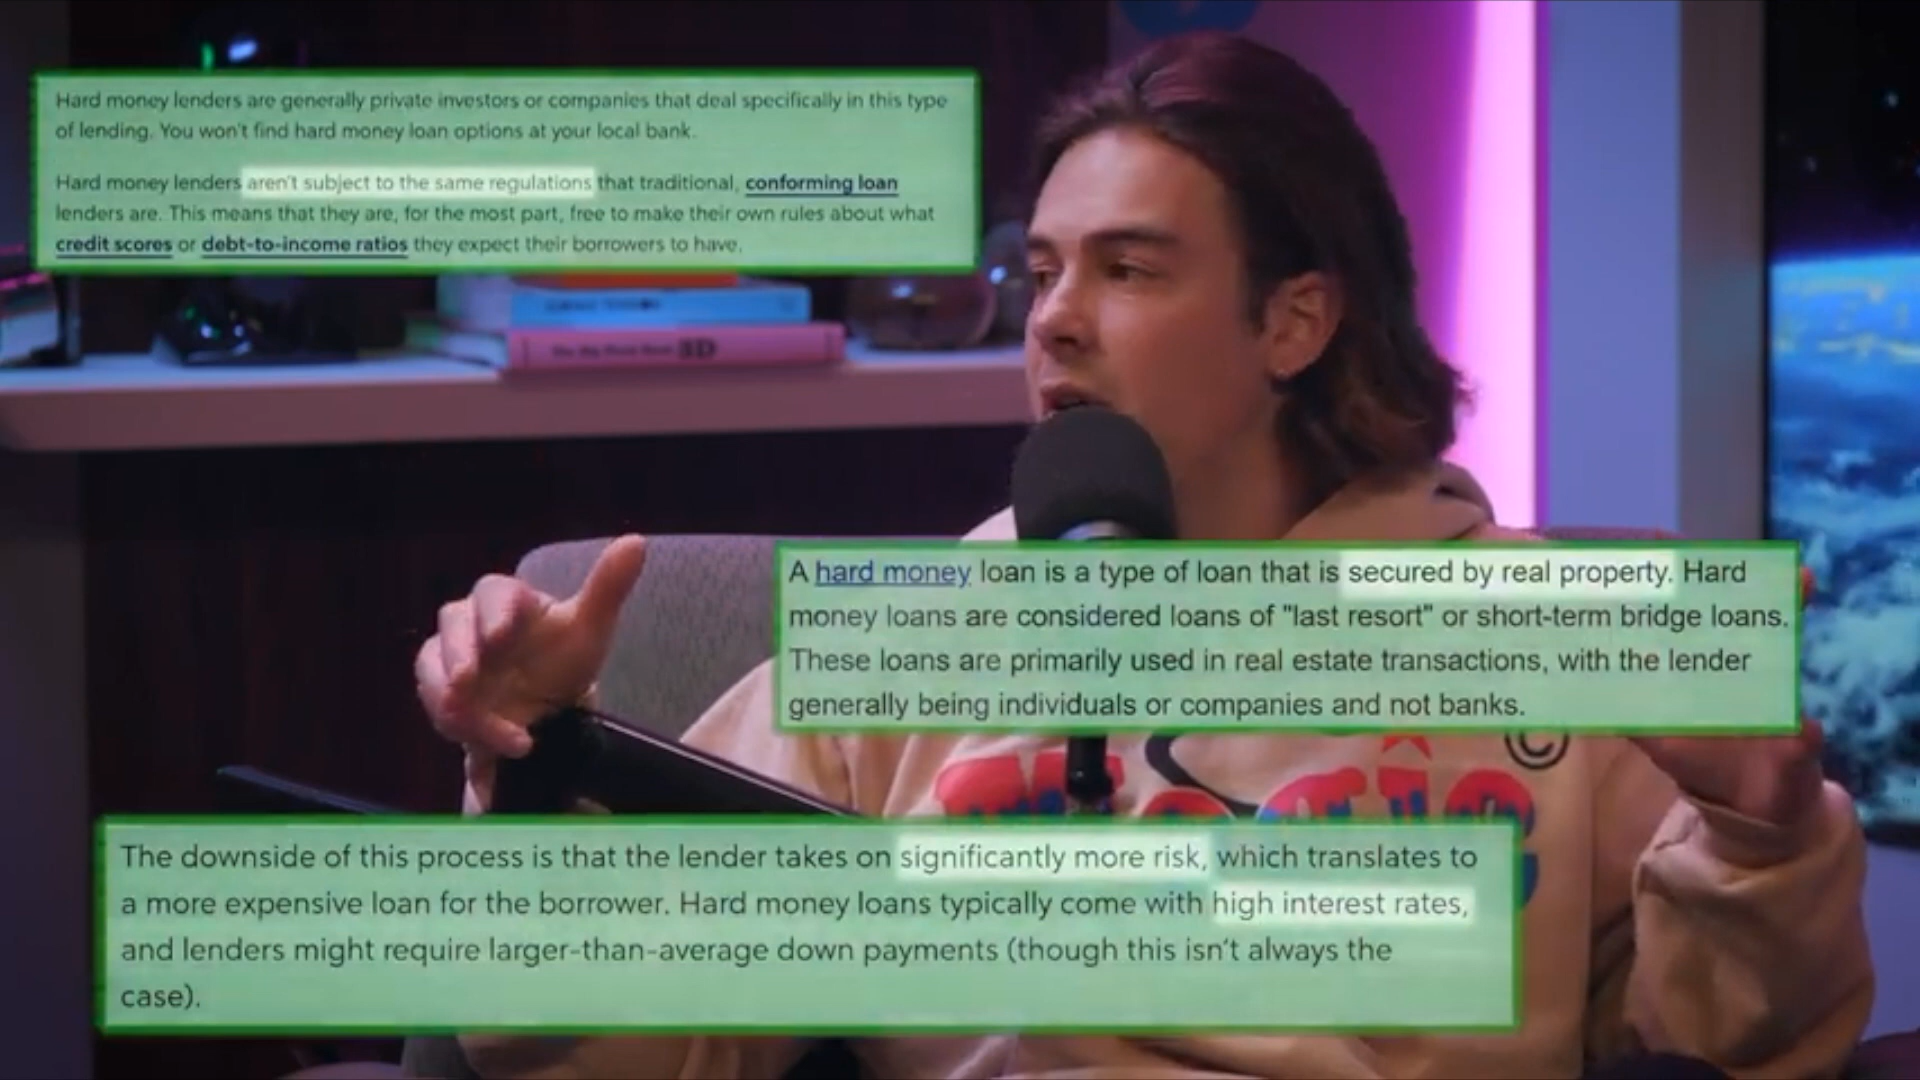 Hard money lenders are generally private investors or companies that deal specifically in this type
of lending. You won't find hard money loan options at your local bank.
Hard money lenders aren't subject to the same regulations that traditional, conforming loan
lenders are. This means that they are, for the most part, free to make their own rules about what
credit scores or debt-to-income ratios they expect their borrowers to have.
3D
A hard money loan is a type of loan that is secured by real property. Hard
money loans are considered loans of "last resort" or short-term bridge loans.
These loans are primarily used in real estate transactions, with the lender
generally being individuals or companies and not banks.
©
The downside of this process is that the lender takes on significantly more risk, which translates to
a more expensive loan for the borrower. Hard money loans typically come with high interest rates,
and lenders might require larger-than-average down payments (though this isn't always the
case).